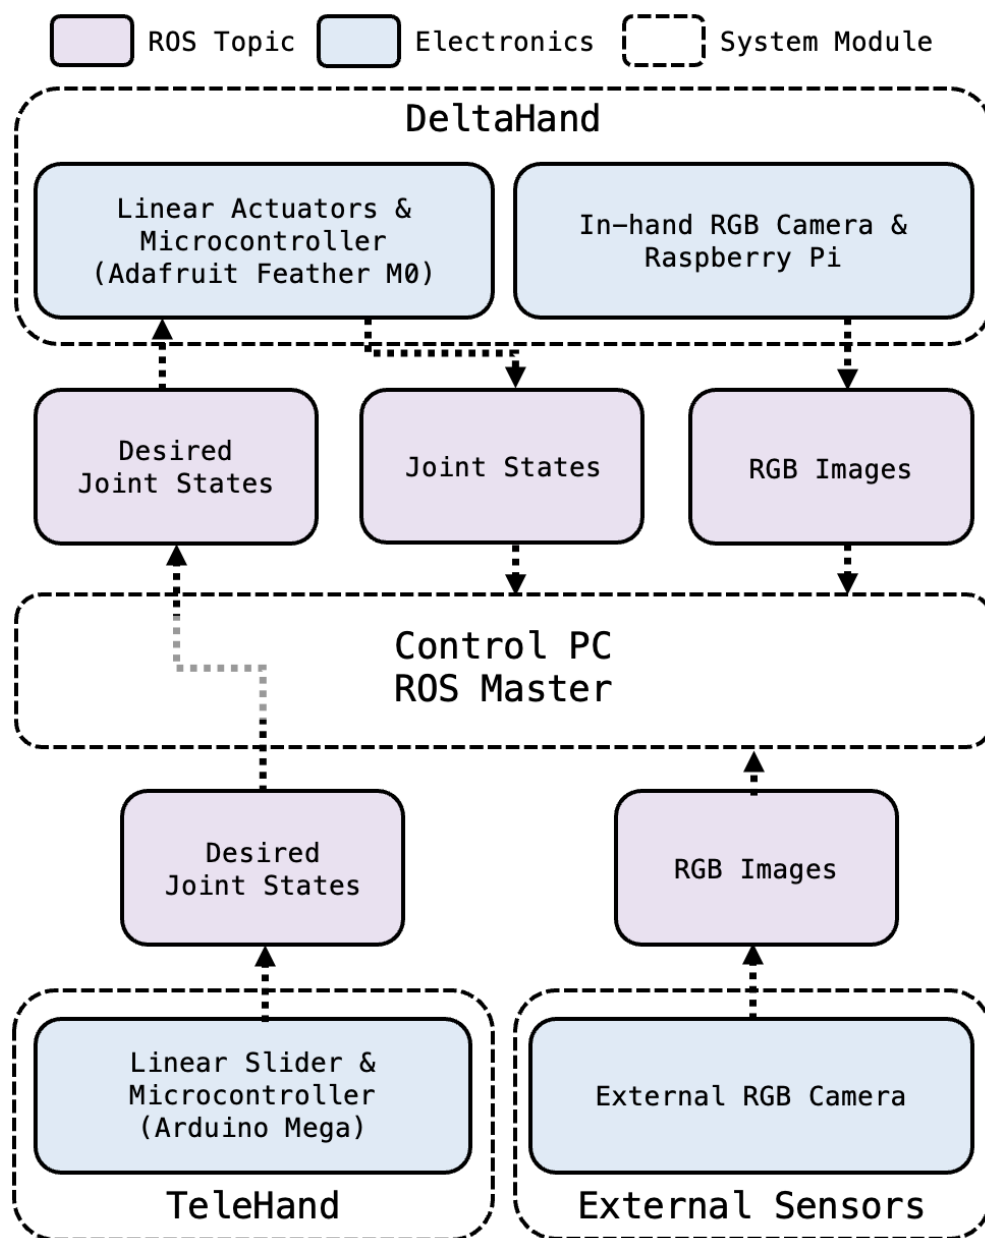 ROS Topic
Electronics
System Module
DeltaHand
Linear Actuators &
Microcontroller
(Adafruit Feather M0)
In-hand RGB Camera &
Raspberry Pi
Desired
Joint States
Joint States
RGB Images
Control PC
ROS Master
Desired
Joint States
RGB Images
Linear Slider &
Microcontroller
(Arduino Mega)
TeleHand
External RGB Camera
External Sensors